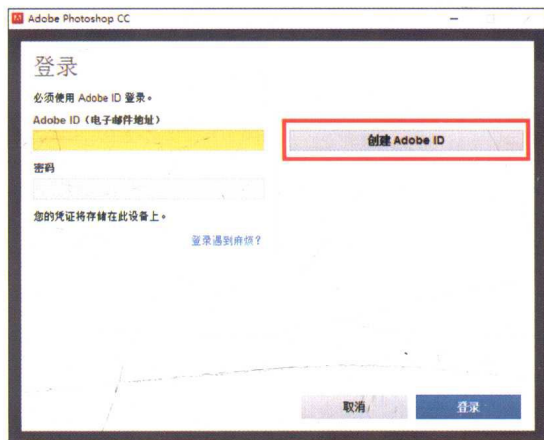 Adobe Photoshop CC
登录
必须使用 Adobe ID 登录。
Adobe ID（电子邮件地址）
创建 Adobe ID
密码
您的凭证将存储在此设备上。
登录遇到麻烦？
取消
登录